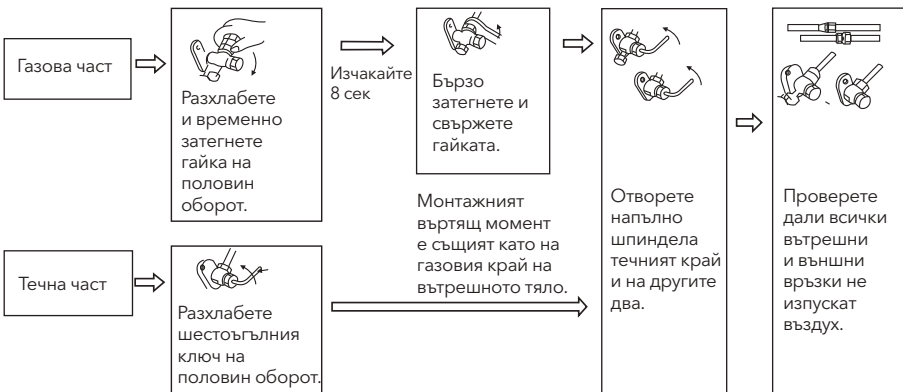 Газова част
Разхлабете
и временно
затегнете
гайка на
половин
оборот.
Изчакайте
8 сек
Бързо
затегнете и
свържете
гайката.
Монтажният
въртящ момент
е същият като на
газовия край на
вътрешното тяло.
Отворете
напълно
шпиндела
течният край
и на другите
два.
Проверете
дали всички
вътрешни
и външни
връзки не
изпускат
въздух.
Течна част
Разхлабете
шестоъгълния
ключ на
половин оборот.